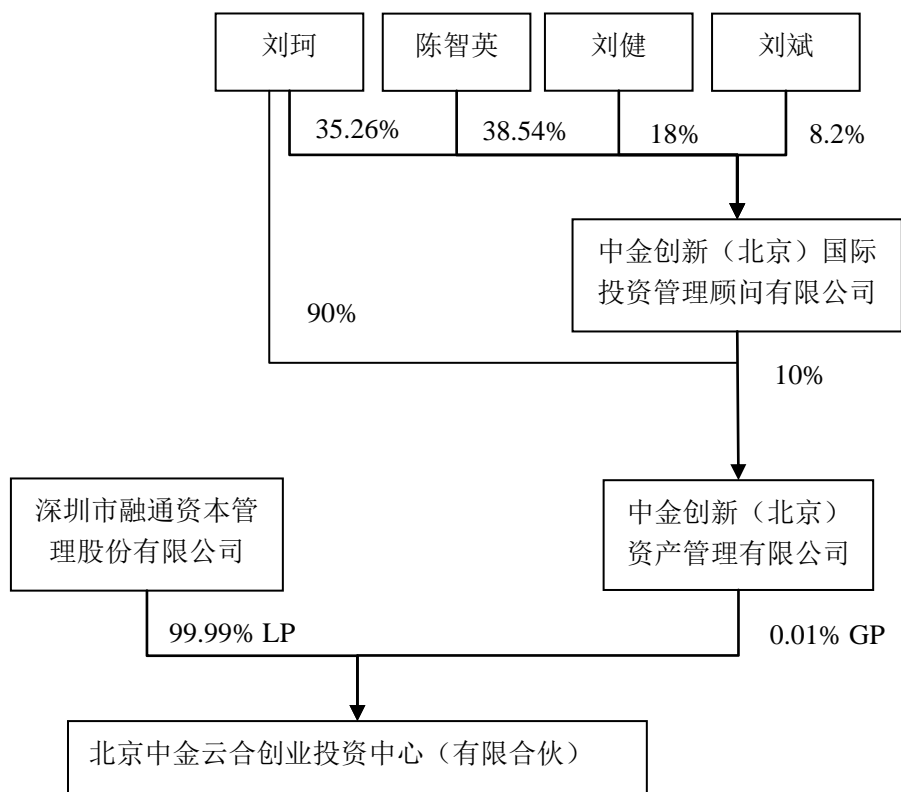 刘珂
陈智英
刘健
刘斌
35.26%
38.54%
18%
8.2%
中金创新（北京）国际
投资管理顾问有限公司
90%
10%
深圳市融通资本管
理股份有限公司
中金创新（北京）
资产管理有限公司
99.99% LP
0.01% GP
北京中金云合创业投资中心（有限合伙）